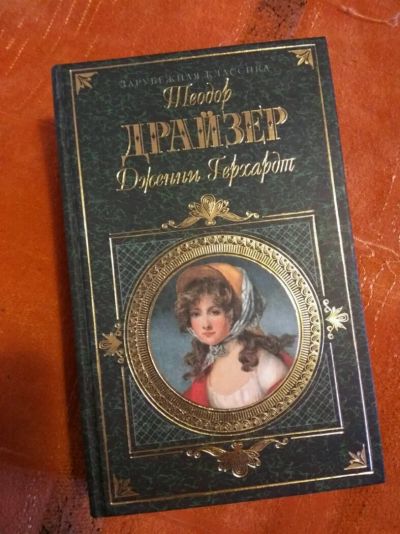 ЗАРУБЕЖНАЯ КЛАССИКА
Теодор
ДРАЙЗЕР
Дженни Герхардт